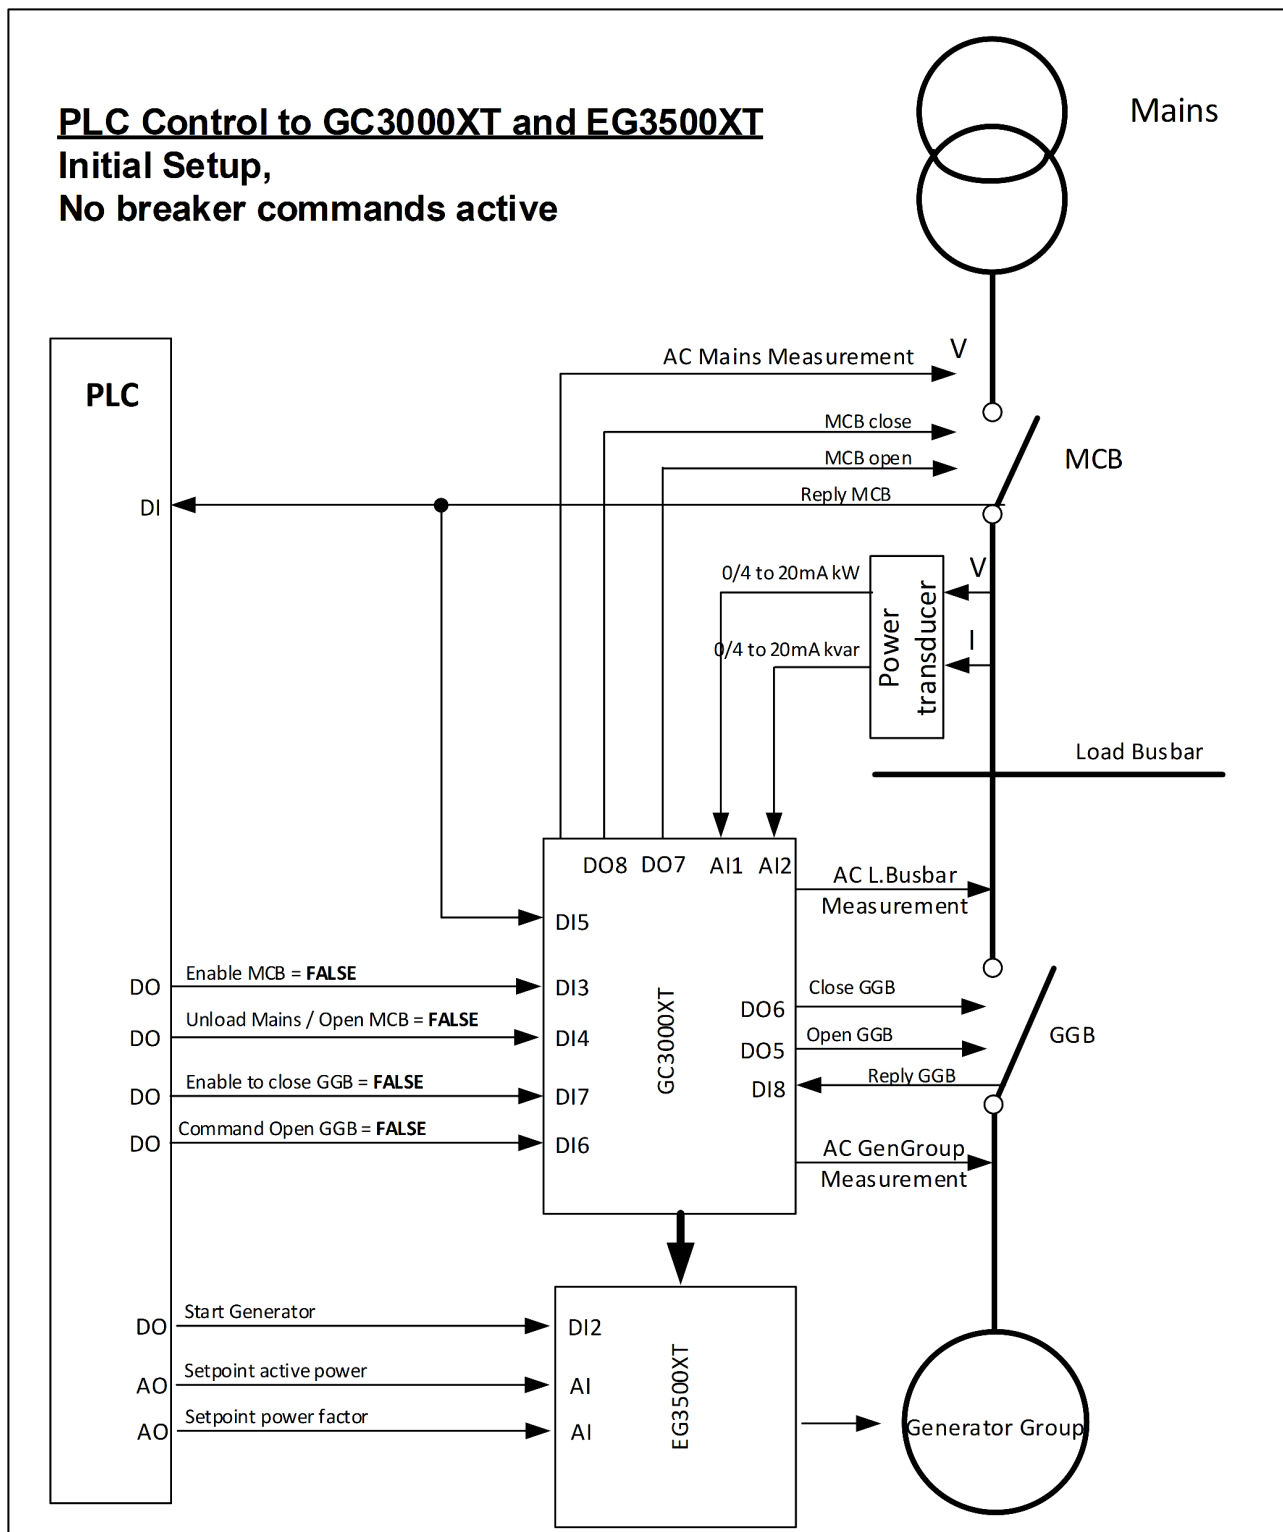 PLC Control to GC3000XT and EG3500XT
Initial Setup,
No breaker commands active
Mains
PLC
AC Mains Measurement
V
MCB close
MCB open
MCB
Reply MCB
DI
0/4 to 20mA kW
V
Power
transducer
I
0/4 to 20mA kvar
Load Busbar
DO8
DO7
AI1
AI2
AC L.Busbar
Measurement
DI5
Enable MCB = FALSE
DO
DI3
Unload Mains / Open MCB = FALSE
DO
DI4
Enable to close GGB = FALSE
DO
DI7
Command Open GGB = FALSE
DO
DI6
GC3000XT
DO6
Close GGB
DO5
Open GGB
GGB
DI8
Reply GGB
AC GenGroup
Measurement
Start Generator
DO
DI2
Setpoint active power
AO
AI
Setpoint power factor
AO
AI
EG3500XT
Generator Group